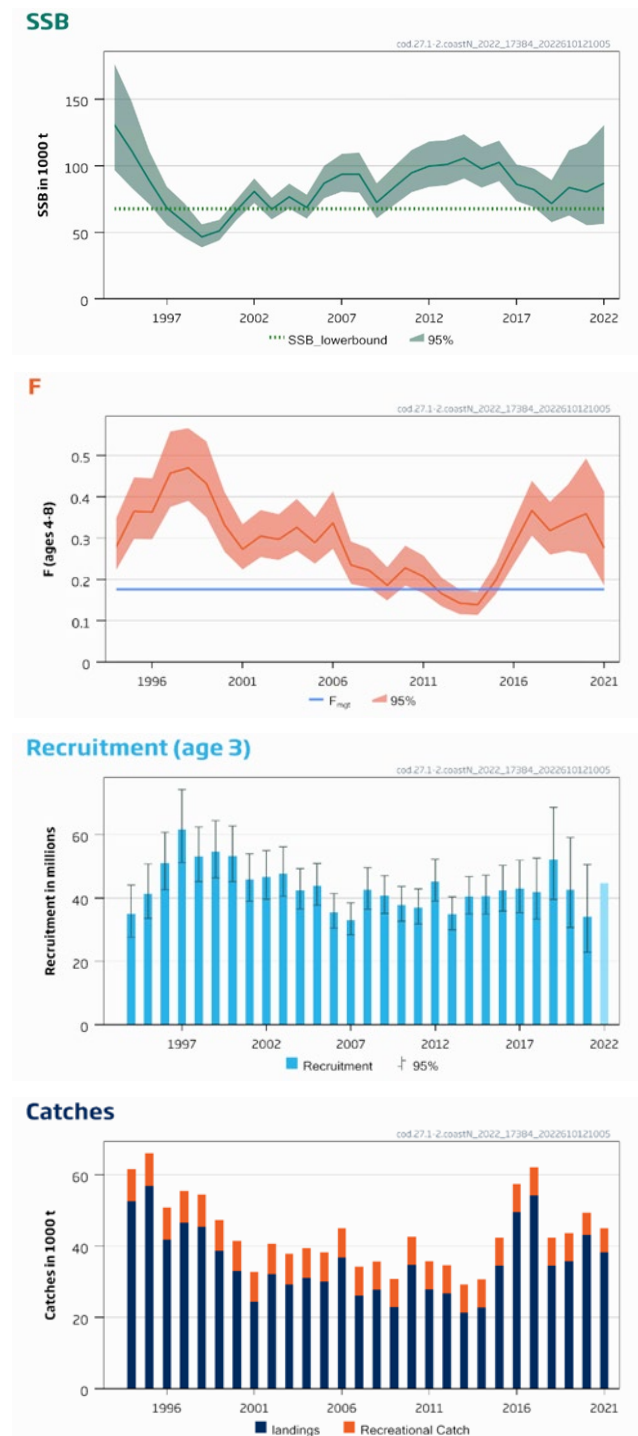 SSB
cod.27.1-2.coastN_2022_17384_2022610121005
SSB in 1000 t
150
100
50
0
1997 2002 2007 2012 2017 2022
SSB_lowerbound 95%
F
cod.27.1-2.coastN_2022_17384_2022610121005
F (ages 4-8)
0.5
0.4
0.3
0.2
0.1
0
1996 2001 2006 2011 2016 2021
Fmgt 95%
Recruitment (age 3)
cod.27.1-2.coastN_2022_17384_2022610121005
Recruitment in millions
60
40
20
0
1997 2002 2007 2012 2017 2022
Recruitment 95%
Catches
cod.27.1-2.coastN_2022_17384_2022610121005
Catches in 1000 t
60
40
20
0
1996 2001 2006 2011 2016 2021
landings Recreational Catch